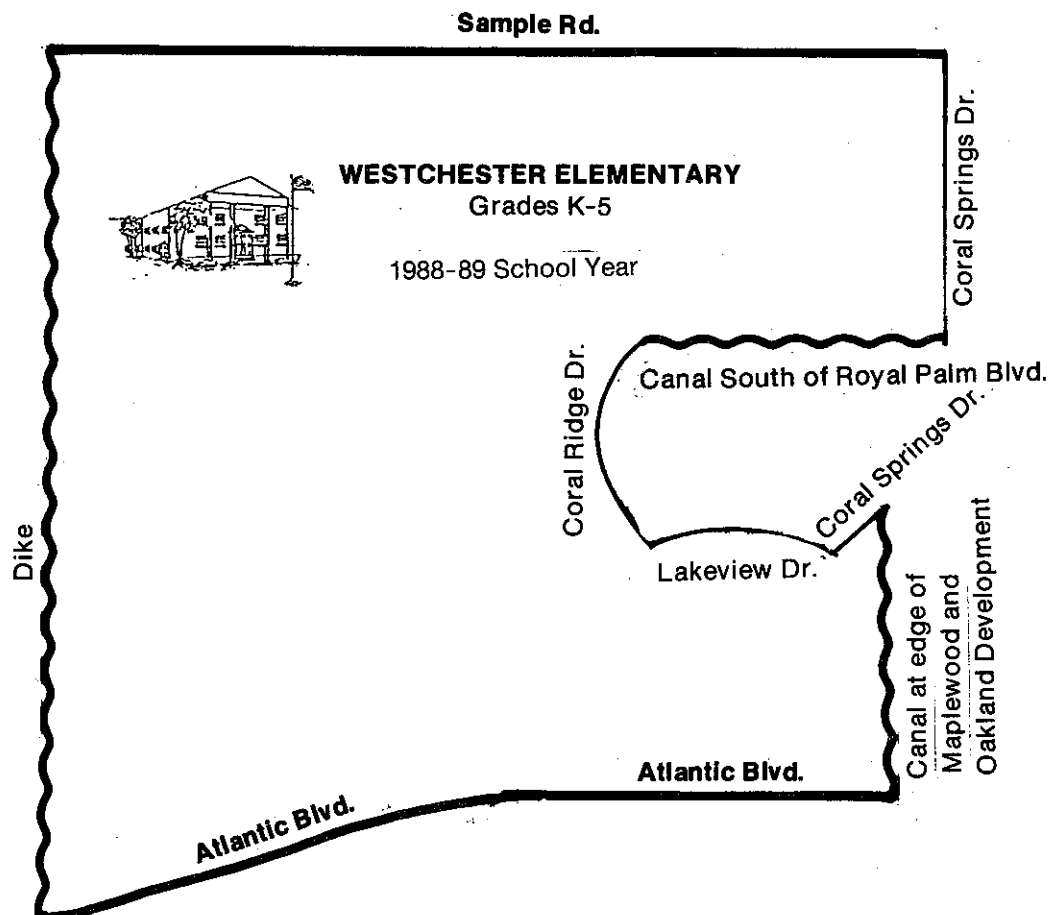 Sample Rd.
WESTCHESTER ELEMENTARY
Grades K-5
1988-89 School Year
Coral Springs Dr.
Canal South of Royal Palm Blvd.
Coral Ridge Dr.
Coral Springs Dr.
Lakeview Dr.
Dike
Canal at edge of
Maplewood and
Oakland Development
Atlantic Blvd.
Atlantic Blvd.